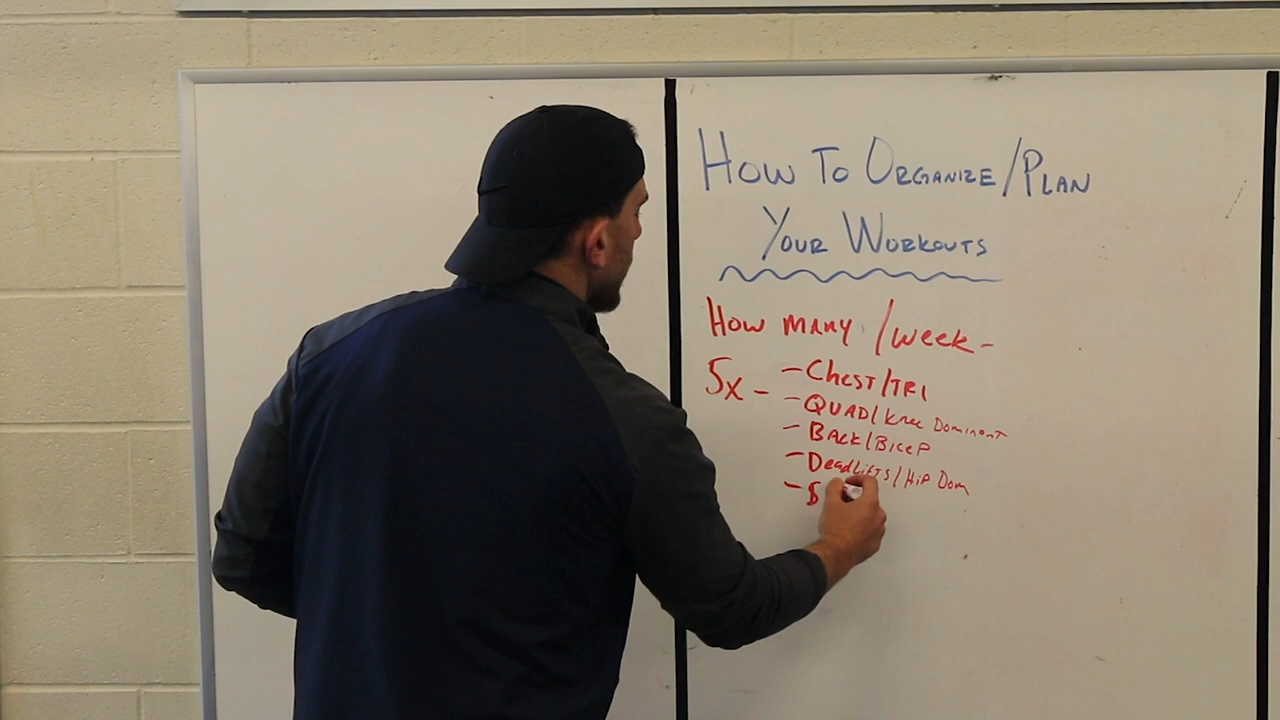 How To Organize/Plan
Your Workouts
How many /week -
5x - - Chest/TRI
- Quad/Knee Dominant
- Back/Bicep
- Deadlifts/Hip Dom
-